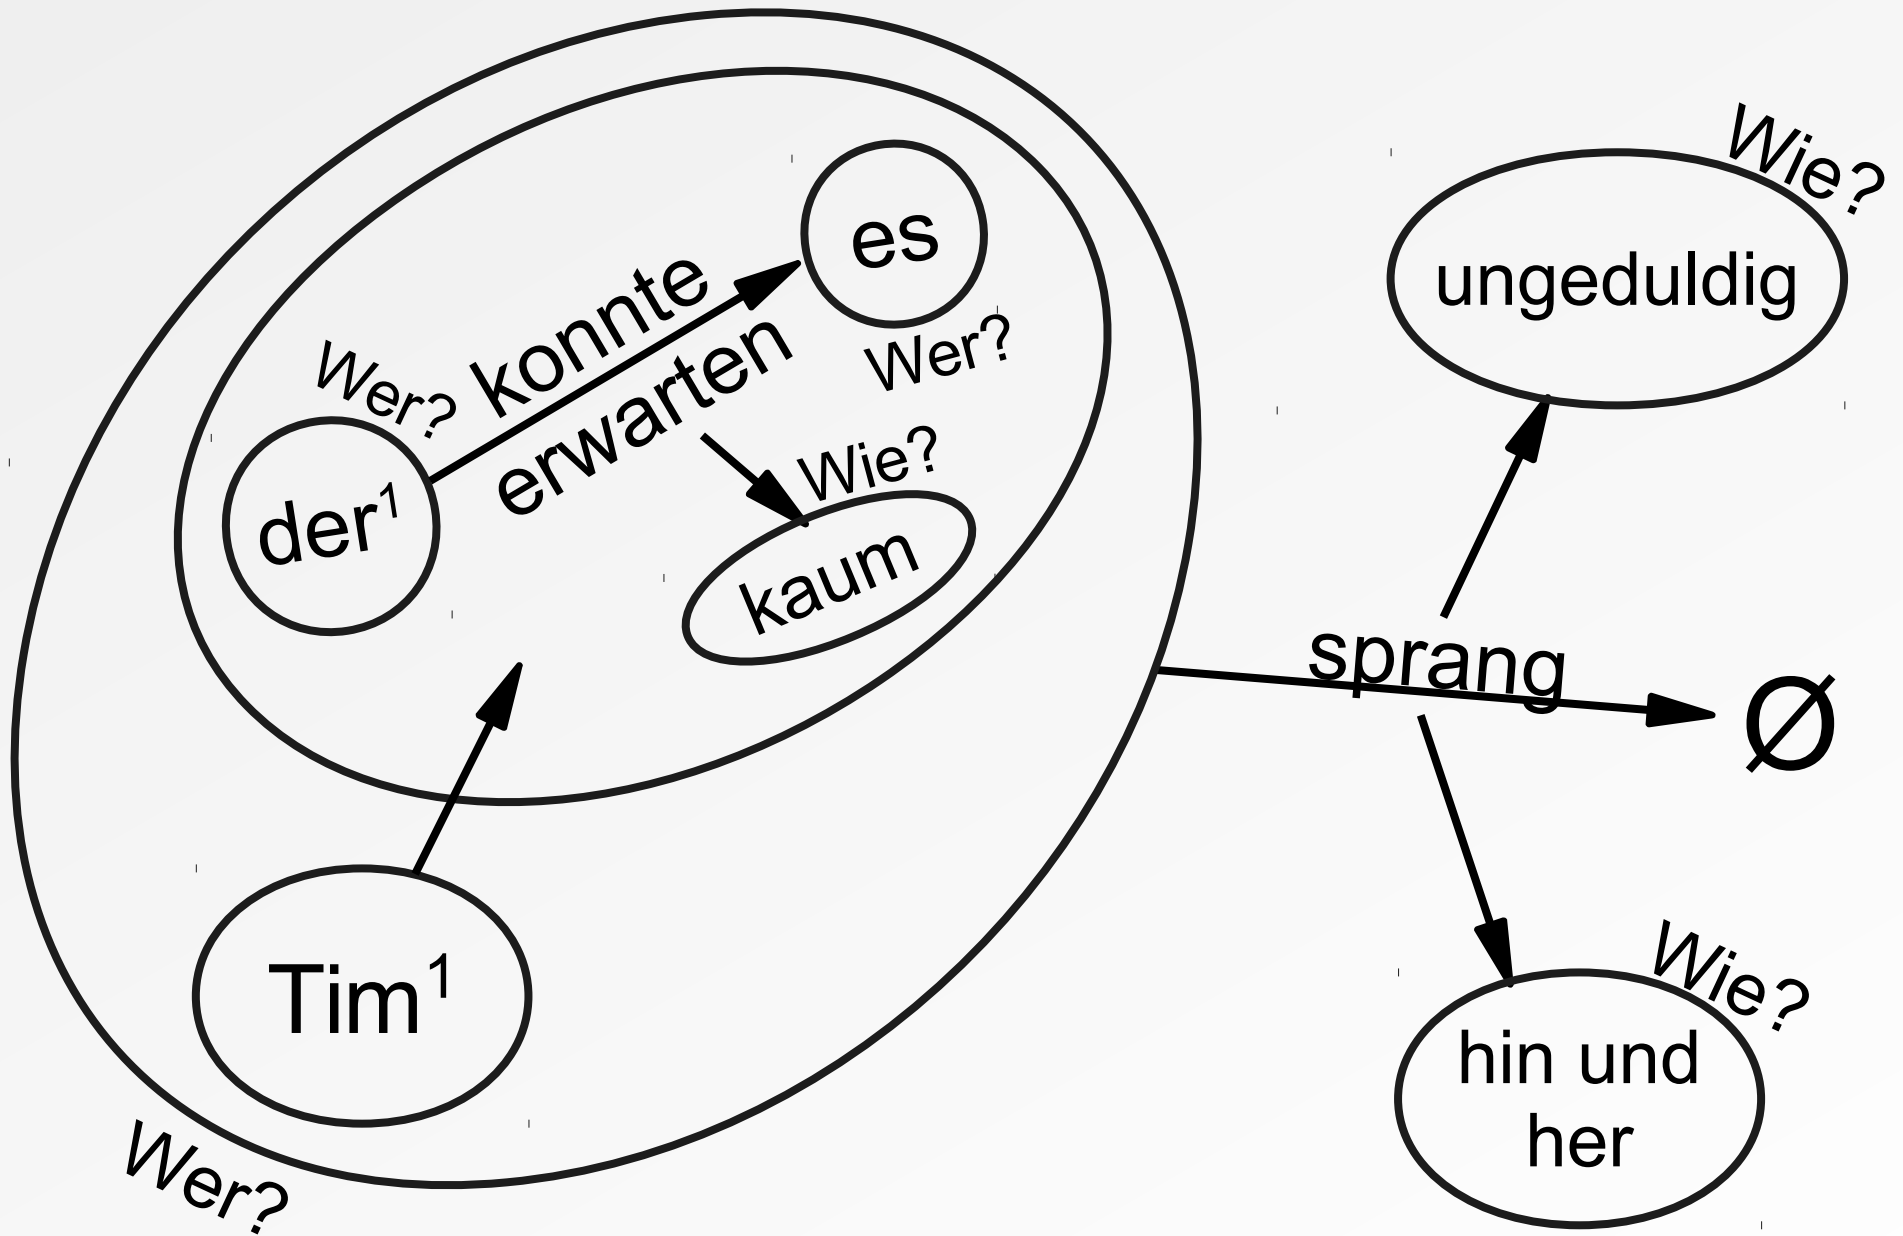 Wie?
es
ungeduldig
Wer?
konnte
erwarten
Wer?
Wie?
der¹
kaum
sprang
Ø
Tim¹
Wie?
hin und
her
Wer?